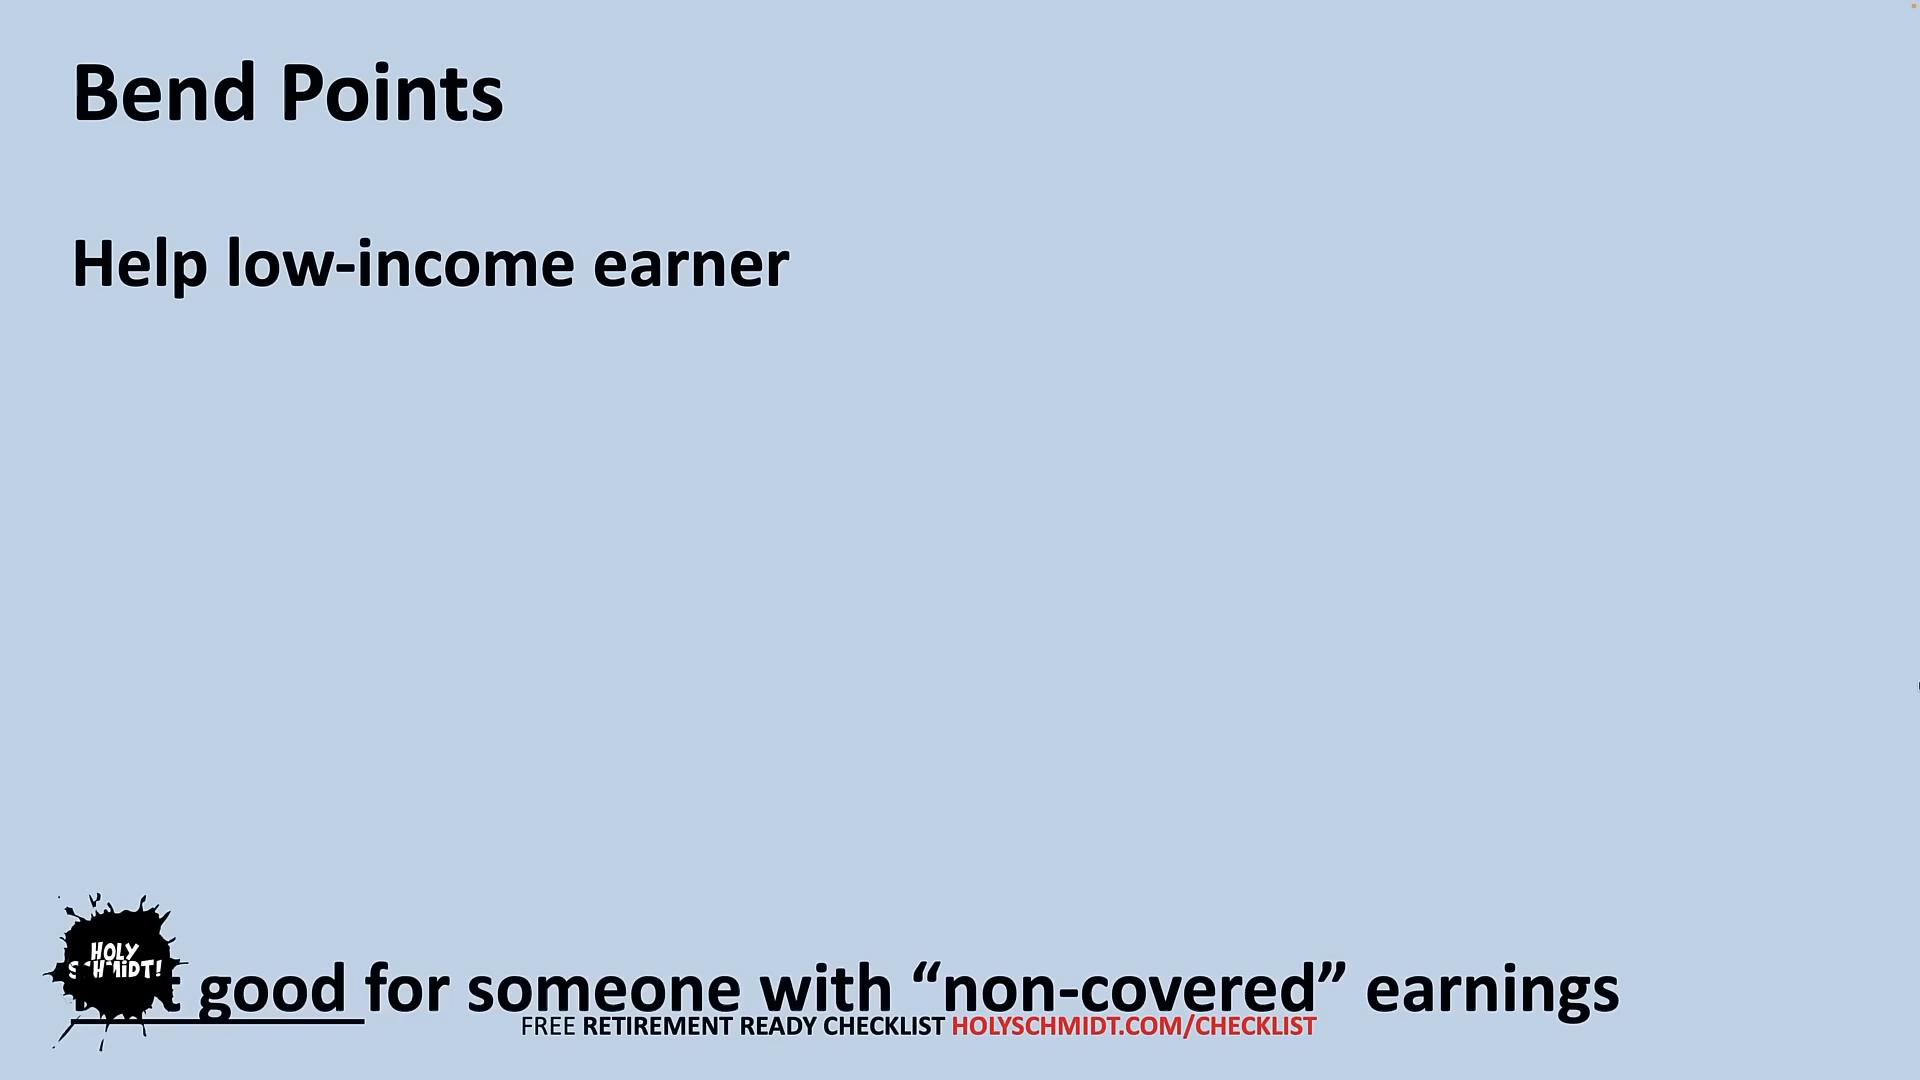 Bend Points
Help low-income earner
HOLY
SCHMiDT!
good for someone with “non-covered” earnings
FREE RETIREMENT READY CHECKLIST HOLYSCHMIDT.COM/CHECKLIST